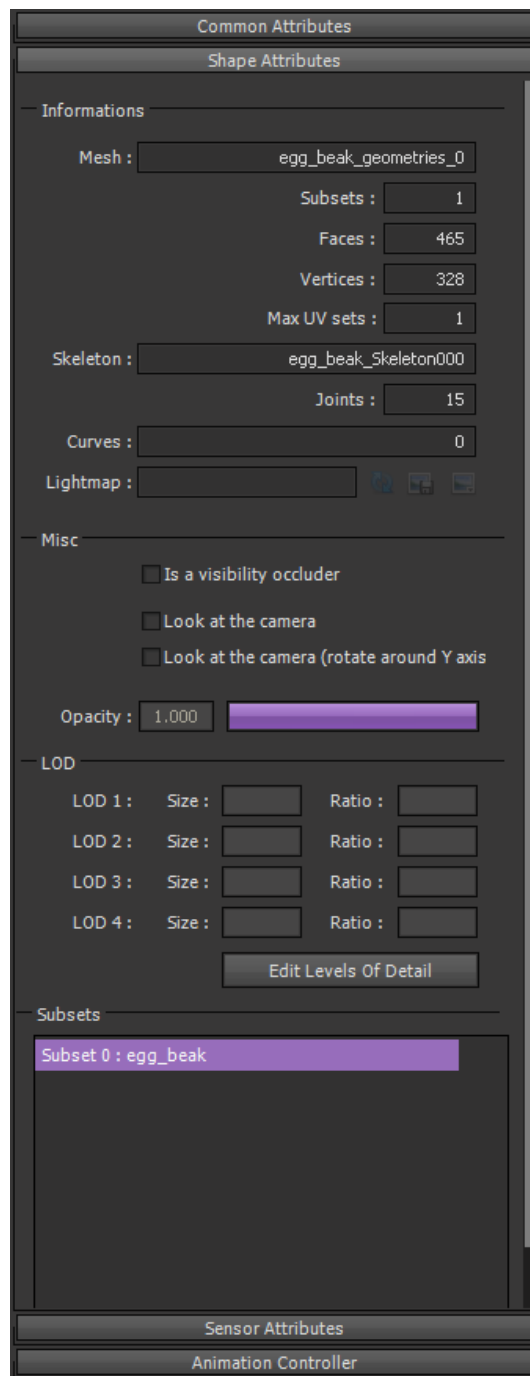 Common Attributes
Shape Attributes
Informations
Mesh : egg_beak_geometries_0
Subsets : 1
Faces : 465
Vertices : 328
Max UV sets : 1
Skeleton : egg_beak_Skeleton000
Joints : 15
Curves : 0
Lightmap :
Misc
Is a visibility occluder
Look at the camera
Look at the camera (rotate around Y axis
Opacity : 1.000
LOD
LOD 1 : Size : Ratio :
LOD 2 : Size : Ratio :
LOD 3 : Size : Ratio :
LOD 4 : Size : Ratio :
Edit Levels Of Detail
Subsets
Subset 0 : egg_beak
Sensor Attributes
Animation Controller